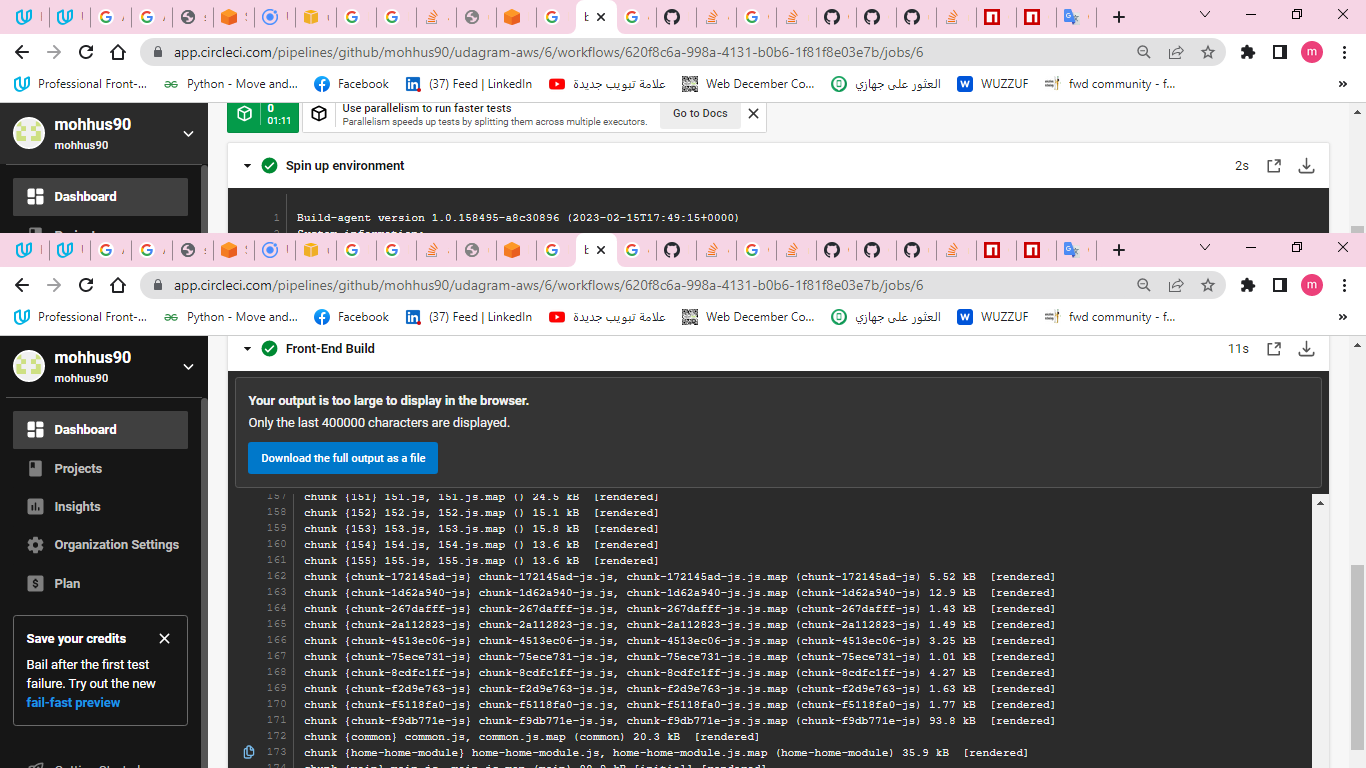 app.circleci.com/pipelines/github/mohhus90/udagram-aws/6/workflows/620f8c6a-998a-4131-b0b6-1f81f8e03e7b/jobs/6
m
Professional Front-...
Python - Move and...
Facebook
(37) Feed | LinkedIn
علامة تبويب جديدة
Web December Co...
العثور على جهازي
WUZZUF
fwd community - f...
»
mohhus90
mohhus90
Dashboard
0
01:11
Use parallelism to run faster tests
Parallelism speeds up tests by splitting them across multiple executors.
Go to Docs
Spin up environment
2s
1 Build-agent version 1.0.158495-a8c30896 (2023-02-15T17:49:15+0000)
System information:
app.circleci.com/pipelines/github/mohhus90/udagram-aws/6/workflows/620f8c6a-998a-4131-b0b6-1f81f8e03e7b/jobs/6
m
Professional Front-...
Python - Move and...
Facebook
(37) Feed | LinkedIn
علامة تبويب جديدة
Web December Co...
العثور على جهازي
WUZZUF
fwd community - f...
»
mohhus90
mohhus90
Dashboard
Projects
Insights
Organization Settings
Plan
Save your credits
Bail after the first test
failure. Try out the new
fail-fast preview
Front-End Build
11s
Your output is too large to display in the browser.
Only the last 400000 characters are displayed.
Download the full output as a file
157 chunk {151} 151.js, 151.js.map () 24.5 kB [rendered]
158 chunk {152} 152.js, 152.js.map () 15.1 kB [rendered]
159 chunk {153} 153.js, 153.js.map () 15.8 kB [rendered]
160 chunk {154} 154.js, 154.js.map () 13.6 kB [rendered]
161 chunk {155} 155.js, 155.js.map () 13.6 kB [rendered]
162 chunk {chunk-172145ad-js} chunk-172145ad-js.js, chunk-172145ad-js.js.map (chunk-172145ad-js) 5.52 kB [rendered]
163 chunk {chunk-1d62a940-js} chunk-1d62a940-js.js, chunk-1d62a940-js.js.map (chunk-1d62a940-js) 12.9 kB [rendered]
164 chunk {chunk-267dafff-js} chunk-267dafff-js.js, chunk-267dafff-js.js.map (chunk-267dafff-js) 1.43 kB [rendered]
165 chunk {chunk-2a112823-js} chunk-2a112823-js.js, chunk-2a112823-js.js.map (chunk-2a112823-js) 1.49 kB [rendered]
166 chunk {chunk-4513ec06-js} chunk-4513ec06-js.js, chunk-4513ec06-js.js.map (chunk-4513ec06-js) 3.25 kB [rendered]
167 chunk {chunk-75ece731-js} chunk-75ece731-js.js, chunk-75ece731-js.js.map (chunk-75ece731-js) 1.01 kB [rendered]
168 chunk {chunk-8cdfc1ff-js} chunk-8cdfc1ff-js.js, chunk-8cdfc1ff-js.js.map (chunk-8cdfc1ff-js) 4.27 kB [rendered]
169 chunk {chunk-f2d9e763-js} chunk-f2d9e763-js.js, chunk-f2d9e763-js.js.map (chunk-f2d9e763-js) 1.63 kB [rendered]
170 chunk {chunk-f5118fa0-js} chunk-f5118fa0-js.js, chunk-f5118fa0-js.js.map (chunk-f5118fa0-js) 1.77 kB [rendered]
171 chunk {chunk-f9db771e-js} chunk-f9db771e-js.js, chunk-f9db771e-js.js.map (chunk-f9db771e-js) 93.8 kB [rendered]
172 chunk {common} common.js, common.js.map (common) 20.3 kB [rendered]
173 chunk {home-home-module} home-home-module.js, home-home-module.js.map (home-home-module) 35.9 kB [rendered]